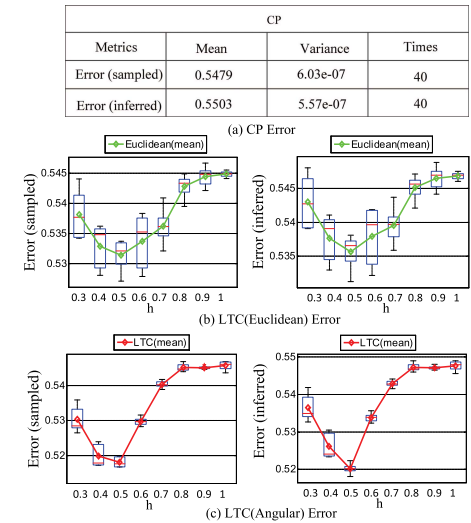 CP
Metrics Mean Variance Times
Error (sampled) 0.5479 6.03e-07 40
Error (inferred) 0.5503 5.57e-07 40
(a) CP Error
Euclidean(mean) Euclidean(mean)
Error (sampled)
0.545
0.54
0.535
0.53
0.3 0.4 0.5 0.6 0.7 0.8 0.9 1
h
Error (inferred)
0.545
0.54
0.535
0.3 0.4 0.5 0.6 0.7 0.8 0.9 1
h
(b) LTC(Euclidean) Error
LTC(mean) LTC(mean)
Error (sampled)
0.54
0.53
0.52
0.3 0.4 0.5 0.6 0.7 0.8 0.9 1
h
Error (inferred)
0.55
0.54
0.53
0.52
0.3 0.4 0.5 0.6 0.7 0.8 0.9 1
h
(c) LTC(Angular) Error